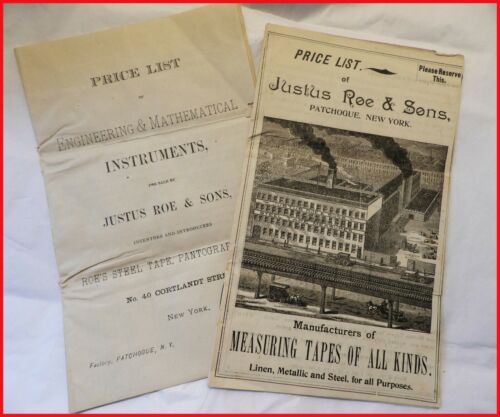 PRICE LIST
OF
ENGINEERING & MATHEMATICAL
INSTRUMENTS,
FOR SALE BY
JUSTUS ROE & SONS,
INVENTORS AND INTRODUCERS
ROE'S STEEL TAPE, PANTOGRAP
No. 46 CORTLANDT STR
New York.
Factory, PATCHOGUE, N. Y.
PRICE LIST.
of
Please Reserve
This.
Justus Roe & Sons,
PATCHOGUE, NEW YORK.
Manufacturers of
MEASURING TAPES OF ALL KINDS.
Linen, Metallic and Steel, for all Purposes.